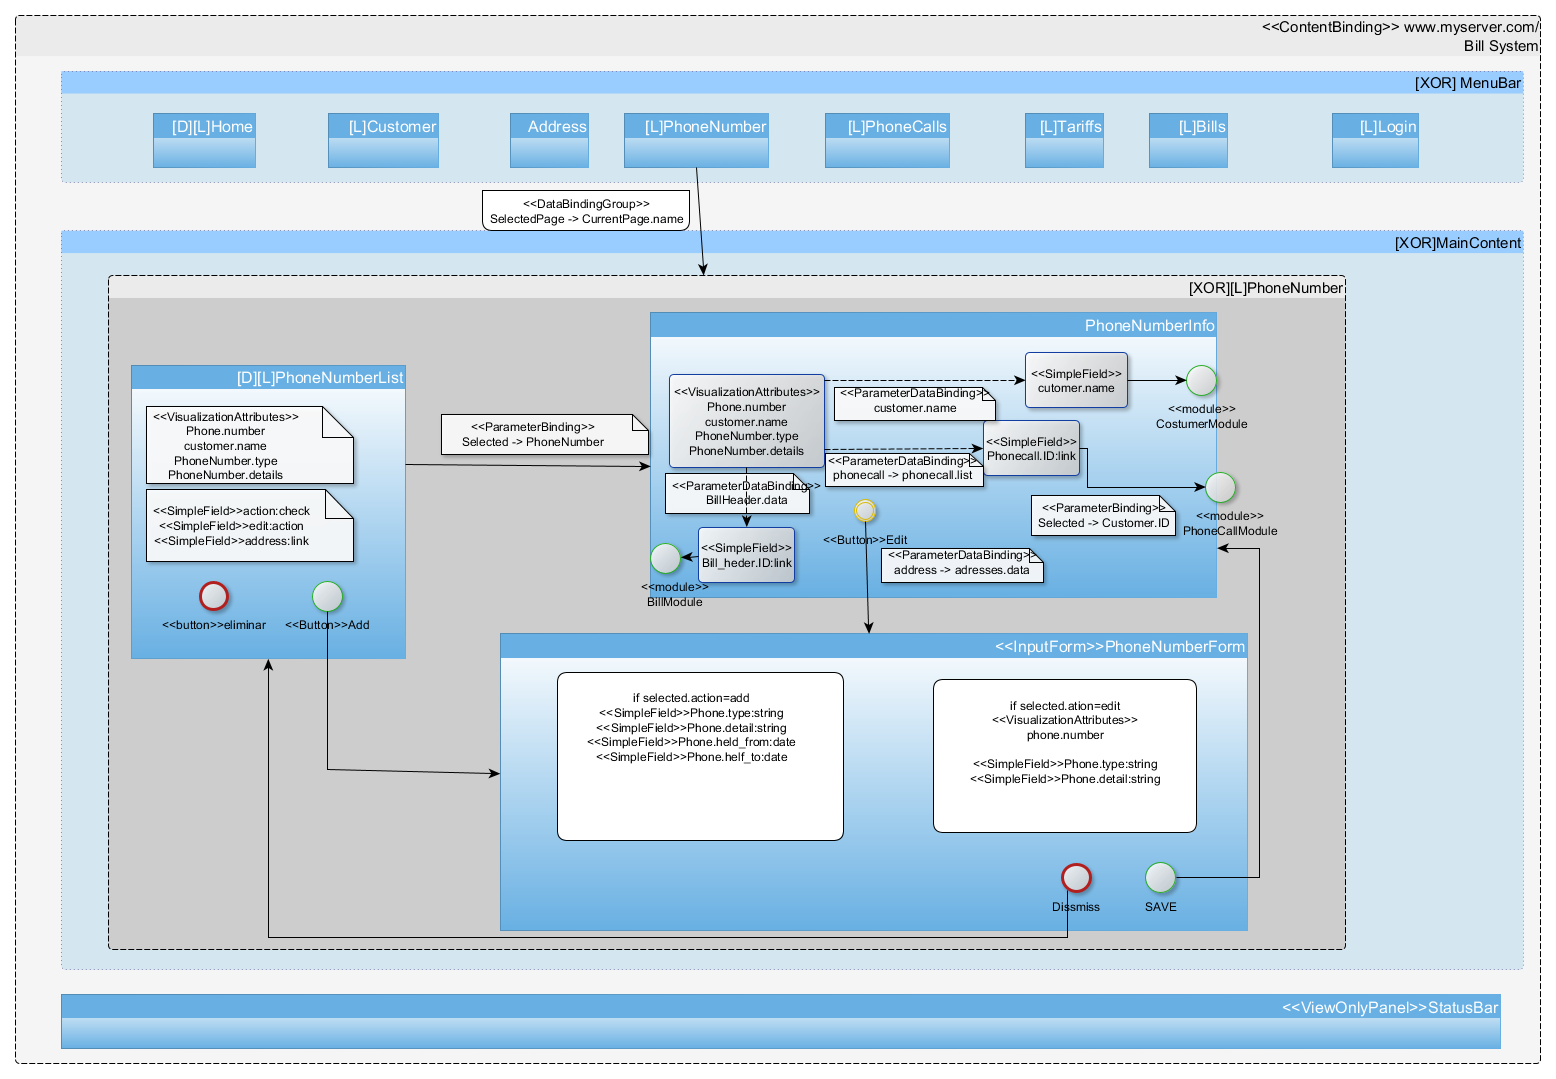 <<ContentBinding>> www.myserver.com/
Bill System
[XOR] MenuBar
[D][L]Home
[L]Customer
Address
[L]PhoneNumber
[L]PhoneCalls
[L]Tariffs
[L]Bills
[L]Login
<<DataBindingGroup>>
SelectedPage -> CurrentPage.name
[XOR]MainContent
[XOR][L]PhoneNumber
[D][L]PhoneNumberList
<<VisualizationAttributes>>
Phone.number
customer.name
PhoneNumber.type
PhoneNumber.details
<<SimpleField>>action:check
<<SimpleField>>edit:action
<<SimpleField>>address:link
<<button>>eliminar
<<Button>>Add
<<ParameterBinding>>
Selected -> PhoneNumber
PhoneNumberInfo
<<VisualizationAttributes>>
Phone.number
customer.name
PhoneNumber.type
PhoneNumber.details
<<ParameterDataBinding>>
customer.name
<<SimpleField>>
cutomer.name
<<module>>
CostumerModule
<<ParameterDataBinding>>
phonecall -> phonecall.list
<<SimpleField>>
Phonecall.ID:link
<<module>>
PhoneCallModule
<<ParameterBinding>>
Selected -> Customer.ID
<<ParameterDataBinding>>
BillHeader.data
<<SimpleField>>
Bill_heder.ID:link
<<module>>
BillModule
<<Button>>Edit
<<ParameterDataBinding>>
address -> adresses.data
<<InputForm>>PhoneNumberForm
if selected.action=add
<<SimpleField>>Phone.type:string
<<SimpleField>>Phone.detail:string
<<SimpleField>>Phone.held_from:date
<<SimpleField>>Phone.helf_to:date
if selected.ation=edit
<<VisualizationAttributes>>
phone.number
<<SimpleField>>Phone.type:string
<<SimpleField>>Phone.detail:string
Dissmiss
SAVE
<<ViewOnlyPanel>>StatusBar